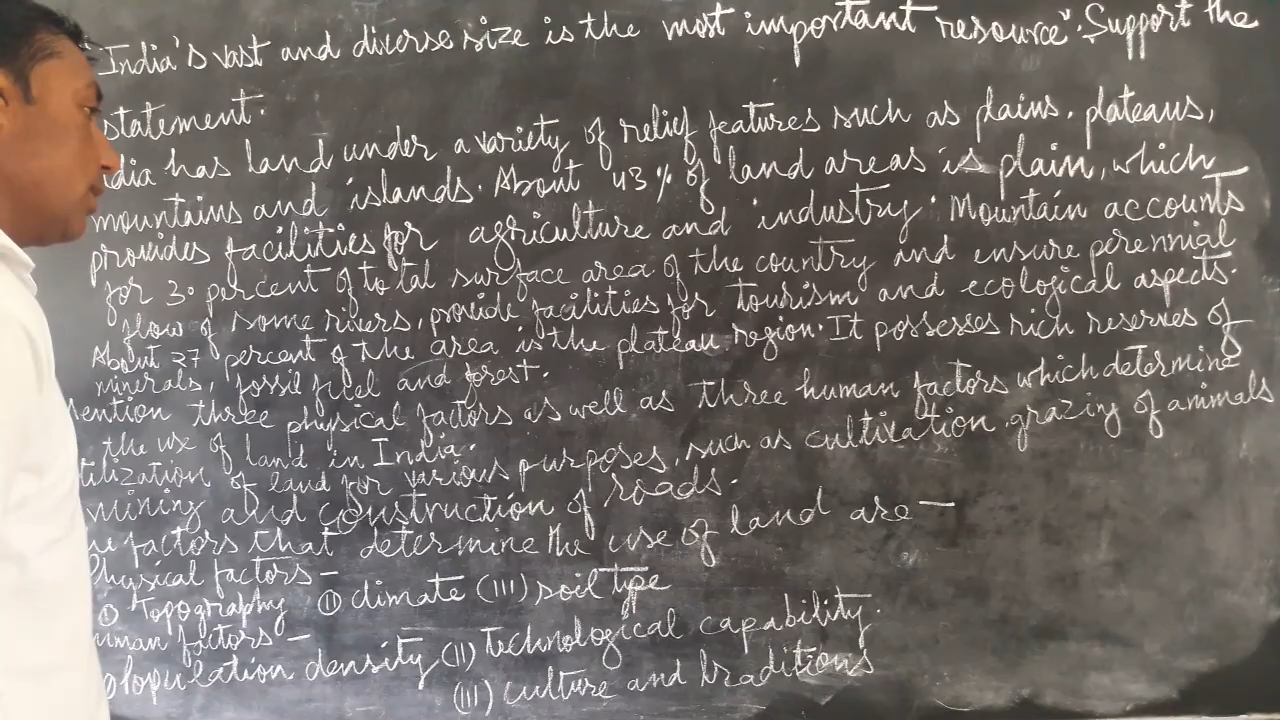 "India's vast and diverse size is the most important resource". Support the
statement.
dia has land under a variety of relief features such as plains, plateaus,
mountains and islands. About 43% of land areas is plain, which
provides facilities for agriculture and industry. Mountain accounts
for 30 percent of total surface area of the country and ensure perennial
flow of some rivers, provide facilities for tourism and ecological aspects.
About 27 percent of the area is the plateau region. It possesses rich reserves of
minerals, fossil fuel and forest.
ention three physical factors as well as three human factors which determine
the use of land in India.
tilization of land for various purposes, such as cultivation, grazing of animals
mining and construction of roads.
factors that determine the use of land are —
Physical factors —
(I) Topography (II) climate (III) soil type
uman factors —
population density (II) Technological capability.
(III) culture and traditions